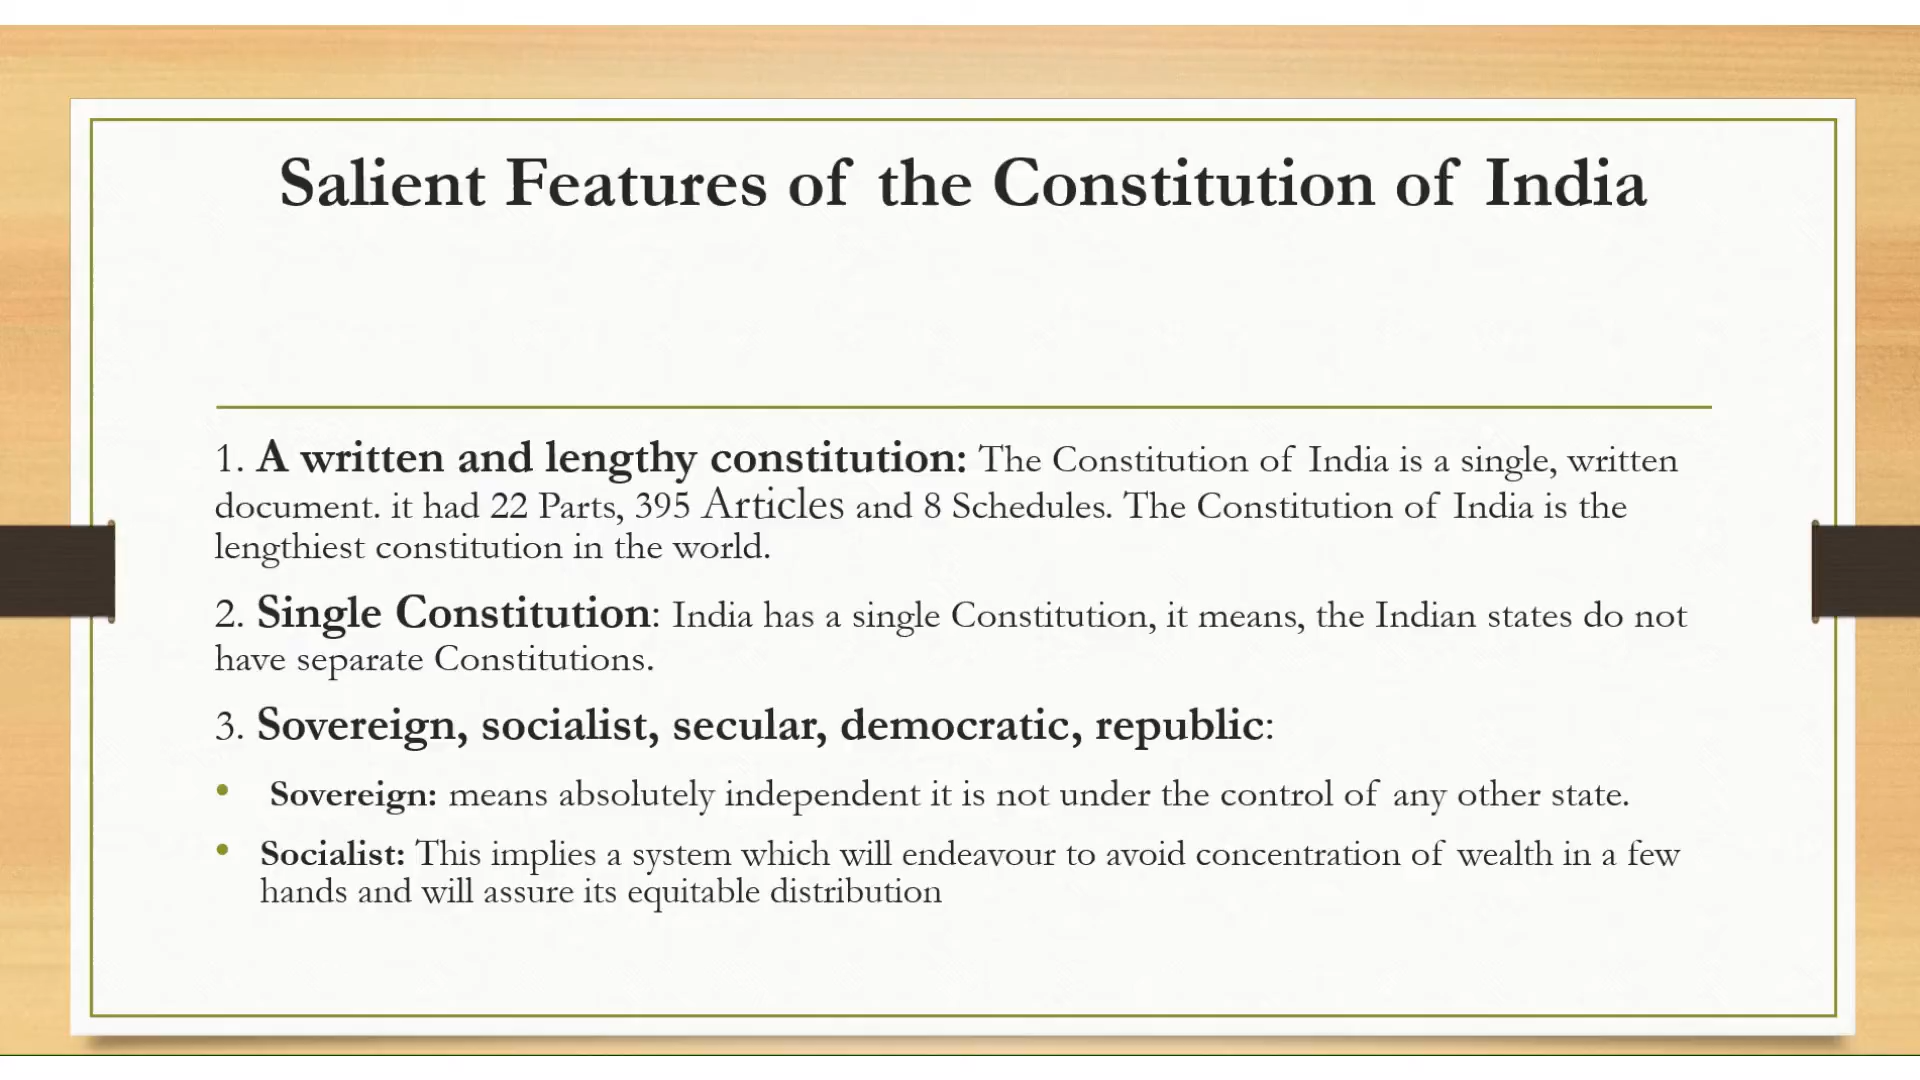 Salient Features of the Constitution of India
1. A written and lengthy constitution: The Constitution of India is a single, written
document. it had 22 Parts, 395 Articles and 8 Schedules. The Constitution of India is the
lengthiest constitution in the world.
2. Single Constitution: India has a single Constitution, it means, the Indian states do not
have separate Constitutions.
3. Sovereign, socialist, secular, democratic, republic:
• Sovereign: means absolutely independent it is not under the control of any other state.
• Socialist: This implies a system which will endeavour to avoid concentration of wealth in a few
hands and will assure its equitable distribution